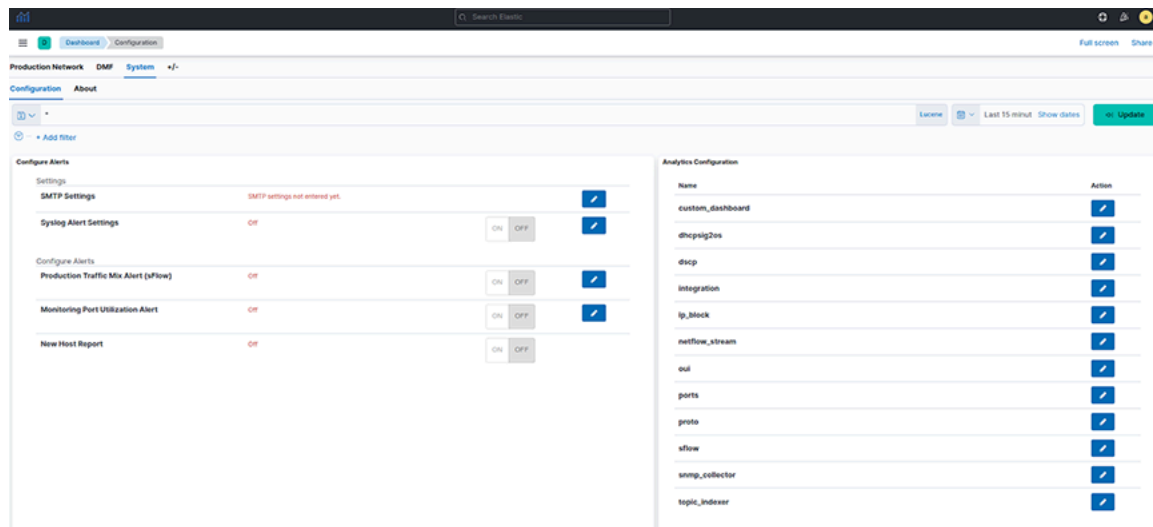 Search Elastic
a
D Dashboard Configuration Full screen Share
Production Network DMF System +/-
Configuration About
* Lucene Last 15 minut Show dates Update
+ Add filter
Configure Alerts
Settings
SMTP Settings SMTP settings not entered yet.
Syslog Alert Settings Off ON OFF
Configure Alerts
Production Traffic Mix Alert (sFlow) Off ON OFF
Monitoring Port Utilization Alert Off ON OFF
New Host Report Off ON OFF
Analytics Configuration
Name Action
custom_dashboard
dhcpsig2os
dscp
integration
ip_block
netflow_stream
oui
ports
proto
sflow
snmp_collector
topic_indexer